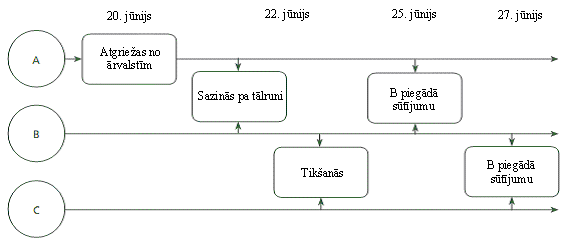 20. jūnijs 22. jūnijs 25. jūnijs 27. jūnijs
A
Atgriežas no
ārvalstīm
Sazinās pa tālruni
B piegādā
sūtījumu
B
Tikšanās
B piegādā
sūtījumu
C